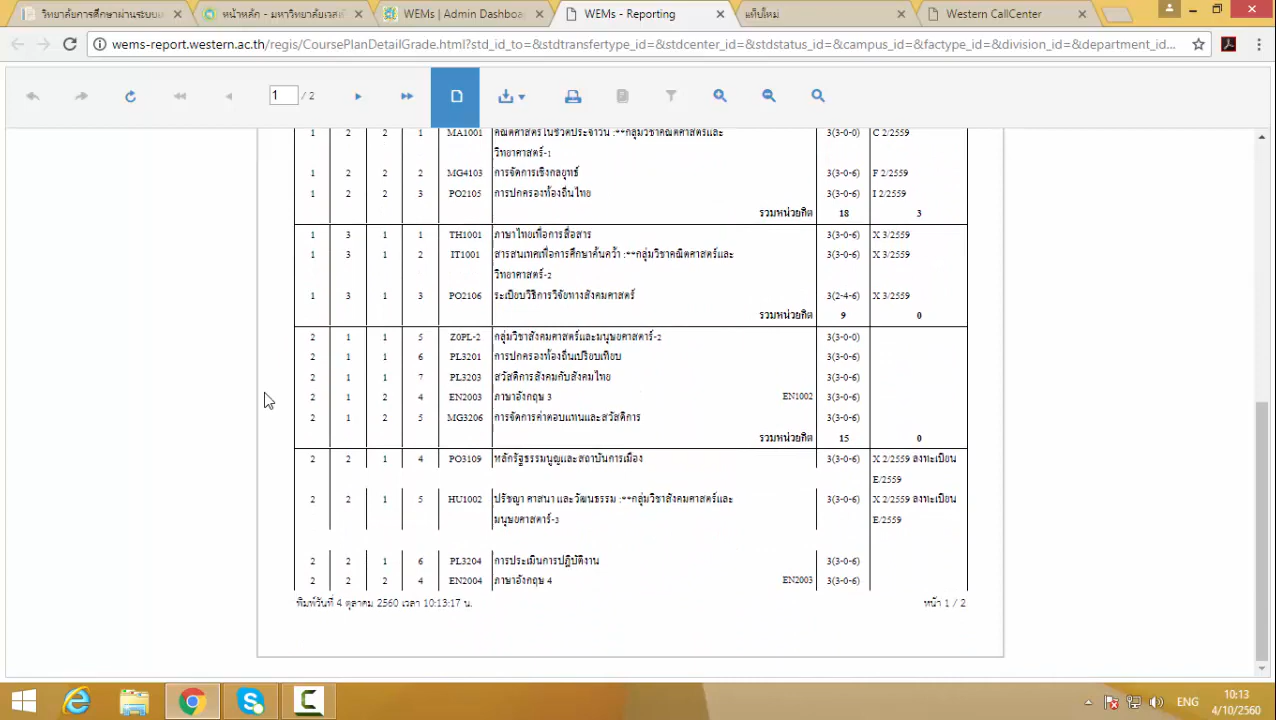 วิทยาลัยการศึกษาผ่านระบบเ
หน้าหลัก - มหาวิทยาลัยเวสเ
WEMs | Admin Dashboa
WEMs - Reporting
แท็บใหม่
Western CallCenter
wems-report.western.ac.th/regis/CoursePlanDetailGrade.html?std_id_to=&stdtransfertype_id=&stdcenter_id=&stdstatus_id=&campus_id=&factype_id=&division_id=&department_id...
1 / 2
1 2 2 1 MA1001 คณิตศาสตร์ในชีวิตประจำวัน :**กลุ่มวิชาคณิตศาสตร์และ 3(3-0-0) C 2/2559
วิทยาศาสตร์-1
1 2 2 2 MG4103 การจัดการเชิงกลยุทธ์ 3(3-0-6) F 2/2559
1 2 2 3 PO2105 การปกครองท้องถิ่นไทย 3(3-0-6) I 2/2559
รวมหน่วยกิต 18 3
1 3 1 1 TH1001 ภาษาไทยเพื่อการสื่อสาร 3(3-0-6) X 3/2559
1 3 1 2 IT1001 สารสนเทศเพื่อการศึกษาค้นคว้า :**กลุ่มวิชาคณิตศาสตร์และ 3(3-0-6) X 3/2559
วิทยาศาสตร์-2
1 3 1 3 PO2106 ระเบียบวิธีการวิจัยทางสังคมศาสตร์ 3(2-4-6) X 3/2559
รวมหน่วยกิต 9 0
2 1 1 5 Z0PL-2 กลุ่มวิชาสังคมศาสตร์และมนุษยศาสตาร์-2 3(3-0-0)
2 1 1 6 PL3201 การปกครองท้องถิ่นเปรียบเทียบ 3(3-0-6)
2 1 1 7 PL3203 สวัสดิการสังคมกับสังคมไทย 3(3-0-6)
2 1 2 4 EN2003 ภาษาอังกฤษ 3 EN1002 3(3-0-6)
2 1 2 5 MG3206 การจัดการค่าตอบแทนและสวัสดิการ 3(3-0-6)
รวมหน่วยกิต 15 0
2 2 1 4 PO3109 หลักรัฐธรรมนูญและสถาบันการเมือง 3(3-0-6) X 2/2559 ลงทะเบียน
E/2559
2 2 1 5 HU1002 ปรัชญา ศาสนา และวัฒนธรรม :**กลุ่มวิชาสังคมศาสตร์และ 3(3-0-6) X 2/2559 ลงทะเบียน
มนุษยศาสตาร์-3 E/2559
2 2 1 6 PL3204 การประเมินการปฏิบัติงาน 3(3-0-6)
2 2 2 4 EN2004 ภาษาอังกฤษ 4 EN2003 3(3-0-6)
พิมพ์วันที่ 4 ตุลาคม 2560 เวลา 10:13:17 น. หน้า 1 / 2
ENG
10:13
4/10/2560